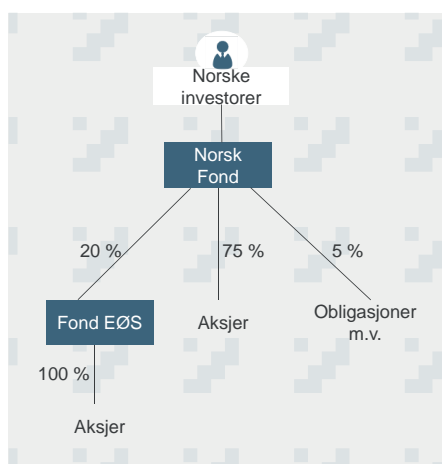 Norske
investorer
Norsk
Fond
20 %
75 %
5 %
Fond EØS
Aksjer
Obligasjoner
m.v.
100 %
Aksjer